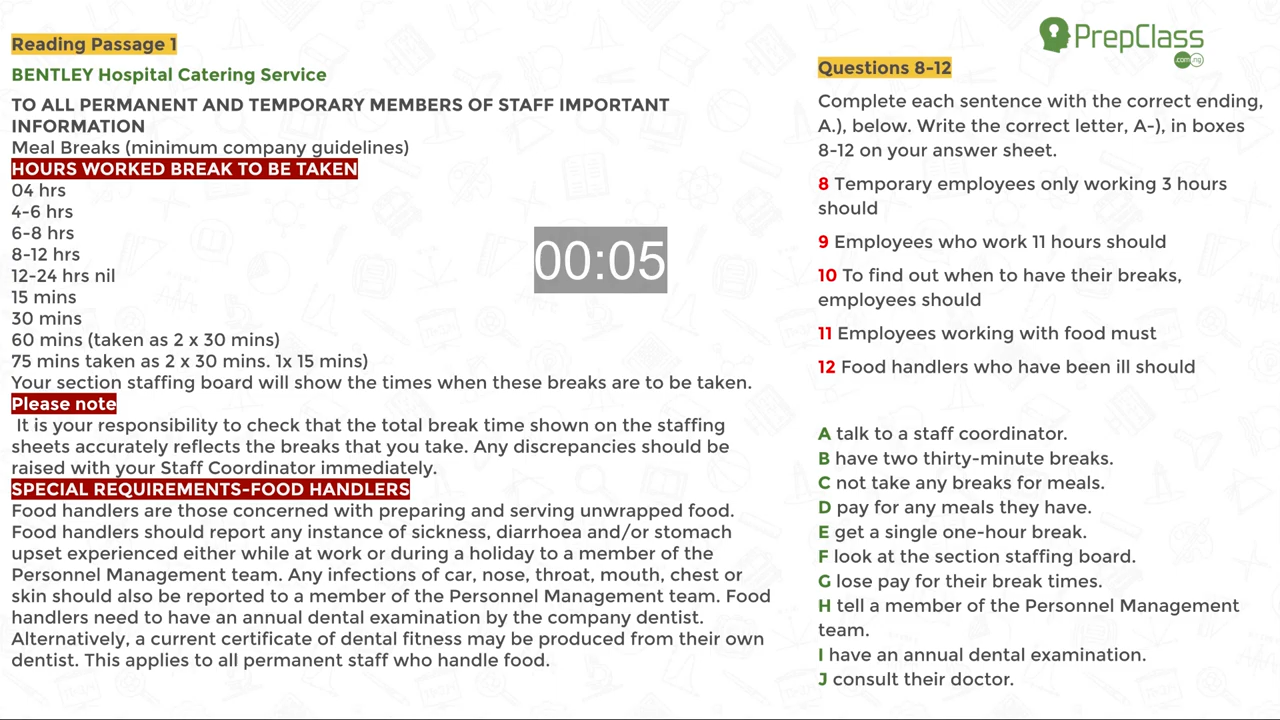 Reading Passage 1
BENTLEY Hospital Catering Service
TO ALL PERMANENT AND TEMPORARY MEMBERS OF STAFF IMPORTANT
INFORMATION
Meal Breaks (minimum company guidelines)
HOURS WORKED BREAK TO BE TAKEN
04 hrs
4-6 hrs
6-8 hrs
8-12 hrs
12-24 hrs nil
15 mins
30 mins
60 mins (taken as 2 x 30 mins)
75 mins taken as 2 x 30 mins. 1x 15 mins)
Your section staffing board will show the times when these breaks are to be taken.
Please note
It is your responsibility to check that the total break time shown on the staffing
sheets accurately reflects the breaks that you take. Any discrepancies should be
raised with your Staff Coordinator immediately.
SPECIAL REQUIREMENTS-FOOD HANDLERS
Food handlers are those concerned with preparing and serving unwrapped food.
Food handlers should report any instance of sickness, diarrhoea and/or stomach
upset experienced either while at work or during a holiday to a member of the
Personnel Management team. Any infections of car, nose, throat, mouth, chest or
skin should also be reported to a member of the Personnel Management team. Food
handlers need to have an annual dental examination by the company dentist.
Alternatively, a current certificate of dental fitness may be produced from their own
dentist. This applies to all permanent staff who handle food.
00:05
PrepClass
.com.ng
Questions 8-12
Complete each sentence with the correct ending,
A.), below. Write the correct letter, A-), in boxes
8-12 on your answer sheet.
8 Temporary employees only working 3 hours
should
9 Employees who work 11 hours should
10 To find out when to have their breaks,
employees should
11 Employees working with food must
12 Food handlers who have been ill should
A talk to a staff coordinator.
B have two thirty-minute breaks.
C not take any breaks for meals.
D pay for any meals they have.
E get a single one-hour break.
F look at the section staffing board.
G lose pay for their break times.
H tell a member of the Personnel Management
team.
I have an annual dental examination.
J consult their doctor.